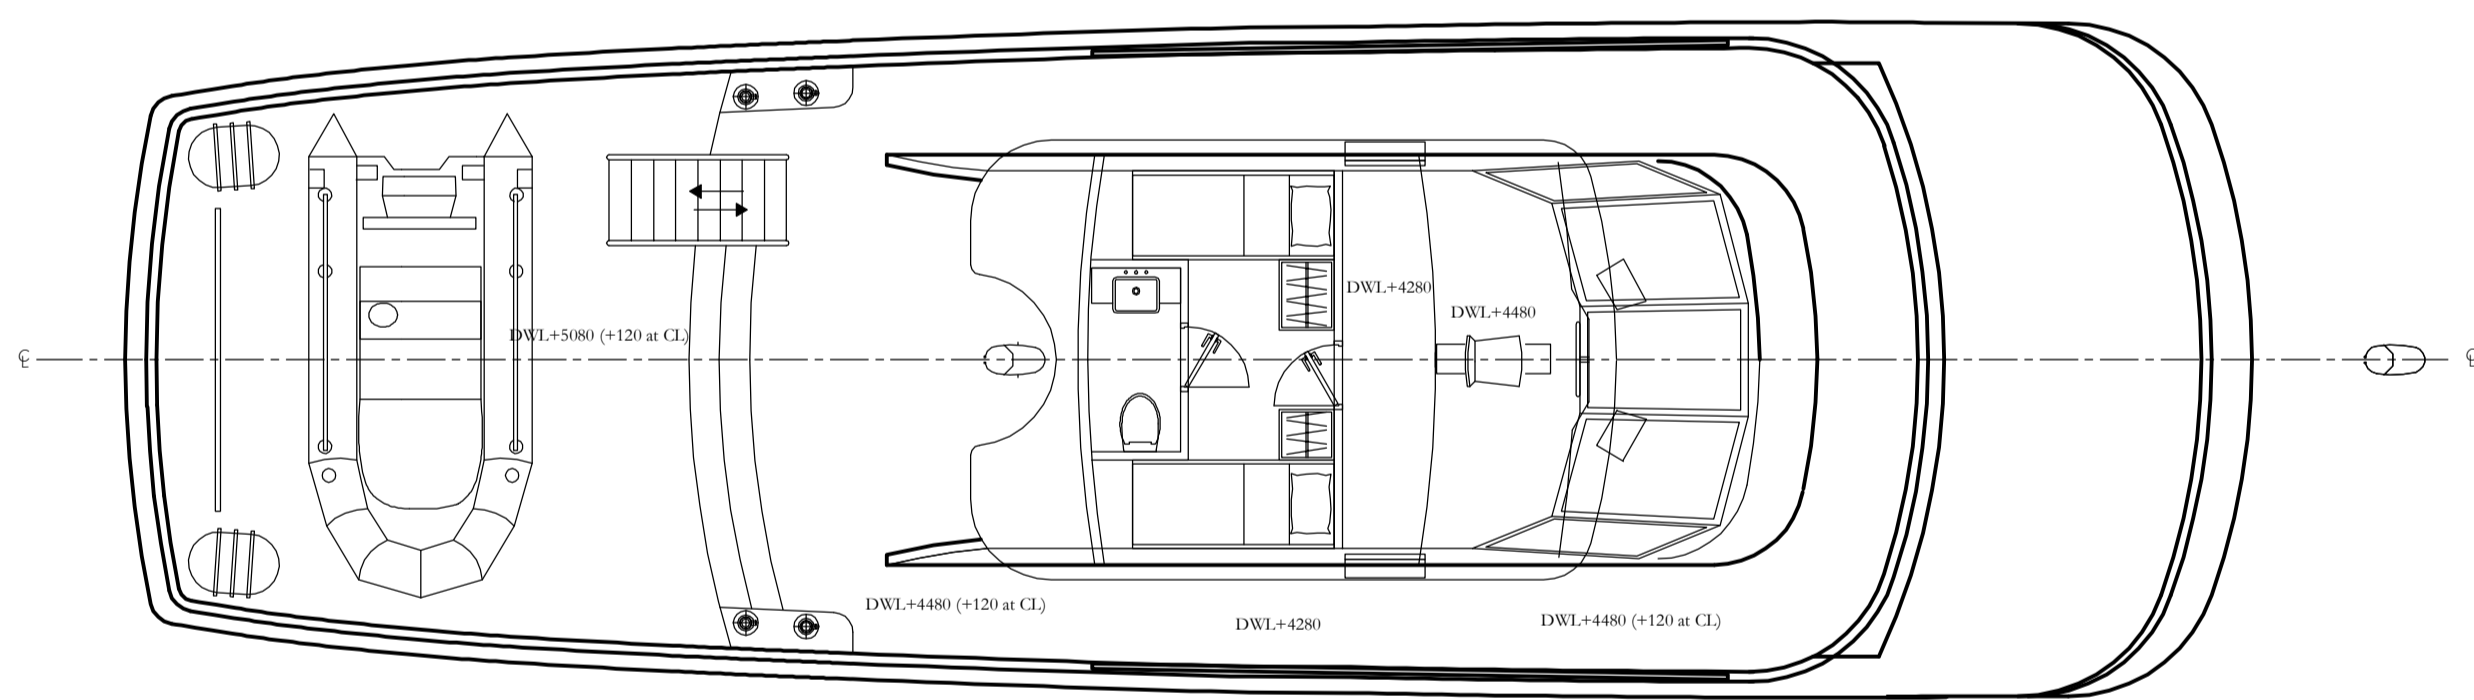 DWL+4280
DWL+4480
DWL+5080 (+120 at CL)
℄
℄
DWL+4480 (+120 at CL)
DWL+4280
DWL+4480 (+120 at CL)